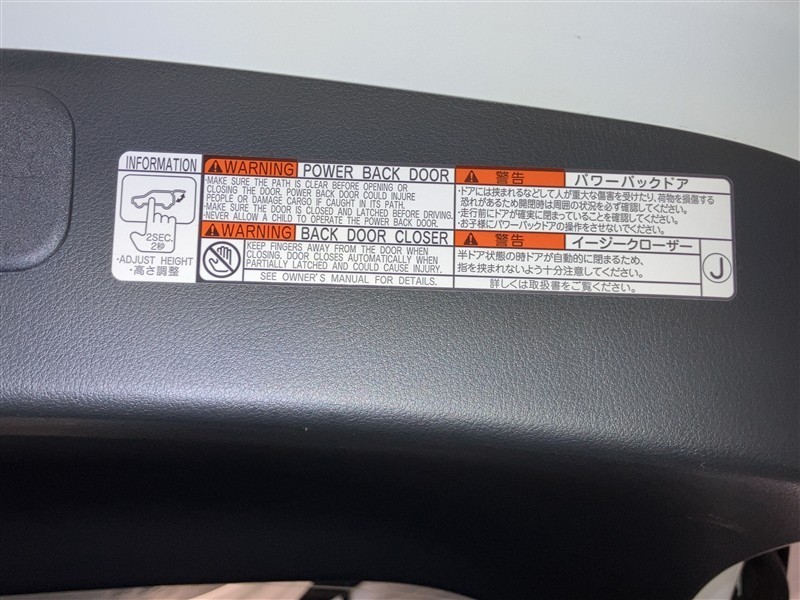 INFORMATION
2SEC.
2秒
・ADJUST HEIGHT
・高さ調整
WARNING POWER BACK DOOR
・MAKE SURE THE PATH IS CLEAR BEFORE OPENING OR
CLOSING THE DOOR. POWER BACK DOOR COULD INJURE
PEOPLE OR DAMAGE CARGO IF CAUGHT IN ITS PATH.
・MAKE SURE THE DOOR IS CLOSED AND LATCHED BEFORE DRIVING.
・NEVER ALLOW A CHILD TO OPERATE THE POWER BACK DOOR.
WARNING BACK DOOR CLOSER
KEEP FINGERS AWAY FROM THE DOOR WHEN
CLOSING. DOOR CLOSES AUTOMATICALLY WHEN
PARTIALLY LATCHED AND COULD CAUSE INJURY.
SEE OWNER'S MANUAL FOR DETAILS.
警告 パワーバックドア
・ドアには挟まれるなどして人が重大な傷害を受けたり、荷物を損傷する
恐れがあるため開閉時は周囲の状況を必ず確認してください。
・走行前にドアが確実に閉まっていることを確認してください。
・お子様にパワーバックドアの操作をさせないでください。
警告 イージークローザー
半ドア状態の時ドアが自動的に閉まるため、
指を挟まれないよう十分注意してください。
詳しくは取扱書をご覧ください。
J